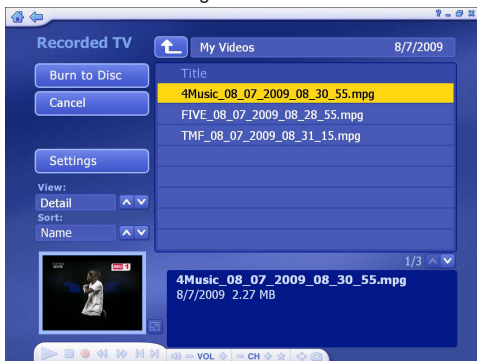 Recorded TV
My Videos
8/7/2009
Burn to Disc
Cancel
Settings
View:
Detail
Sort:
Name
Title
4Music_08_07_2009_08_30_55.mpg
FIVE_08_07_2009_08_28_55.mpg
TMF_08_07_2009_08_31_15.mpg
1/3
4Music_08_07_2009_08_30_55.mpg
8/7/2009 2.27 MB
VOL
CH